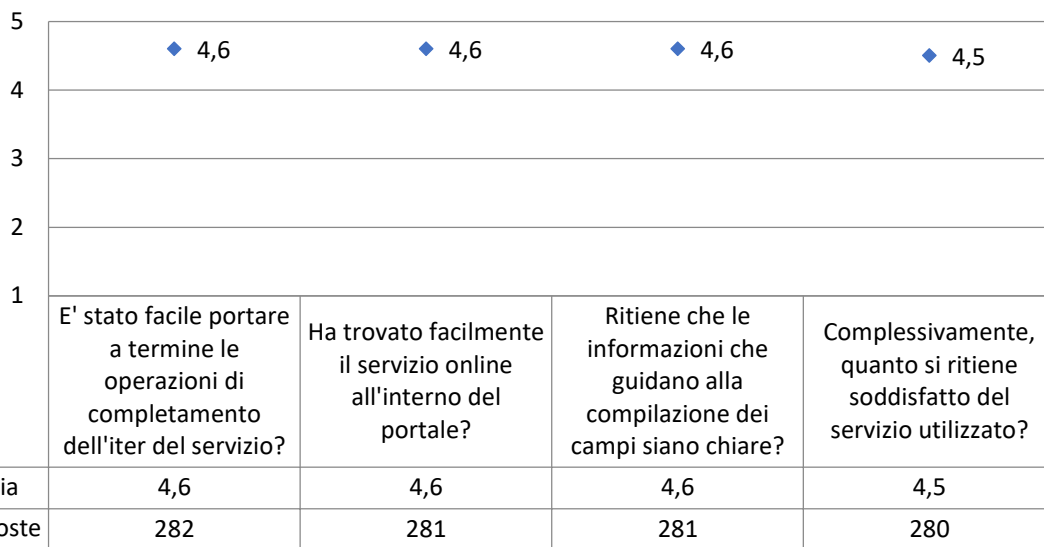 5
4,6
4,6
4,6
4,5
4
3
2
1
E' stato facile portare
a termine le
operazioni di
completamento
dell'iter del servizio?
Ha trovato facilmente
il servizio online
all'interno del
portale?
Ritiene che le
informazioni che
guidano alla
compilazione dei
campi siano chiare?
Complessivamente,
quanto si ritiene
soddisfatto del
servizio utilizzato?
4,6
4,6
4,6
4,5
282
281
281
280